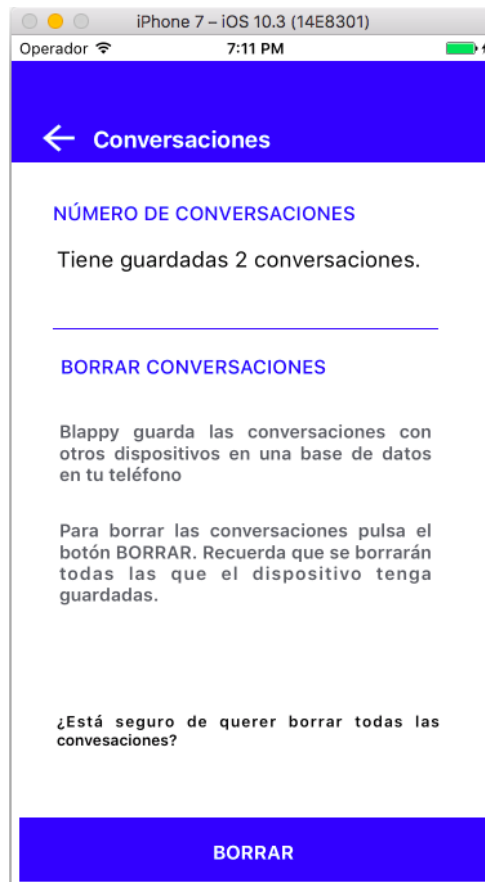 iPhone 7 – iOS 10.3 (14E8301)
Operador 7:11 PM
Conversaciones
NÚMERO DE CONVERSACIONES
Tiene guardadas 2 conversaciones.
BORRAR CONVERSACIONES
Blappy guarda las conversaciones con
otros dispositivos en una base de datos
en tu teléfono
Para borrar las conversaciones pulsa el
botón BORRAR. Recuerda que se borrarán
todas las que el dispositivo tenga
guardadas.
¿Está seguro de querer borrar todas las
convesaciones?
BORRAR